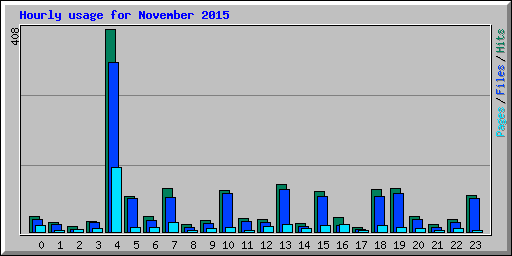 Hourly usage for November 2015
408
Pages/Files/Hits
0 1 2 3 4 5 6 7 8 9 10 11 12 13 14 15 16 17 18 19 20 21 22 23